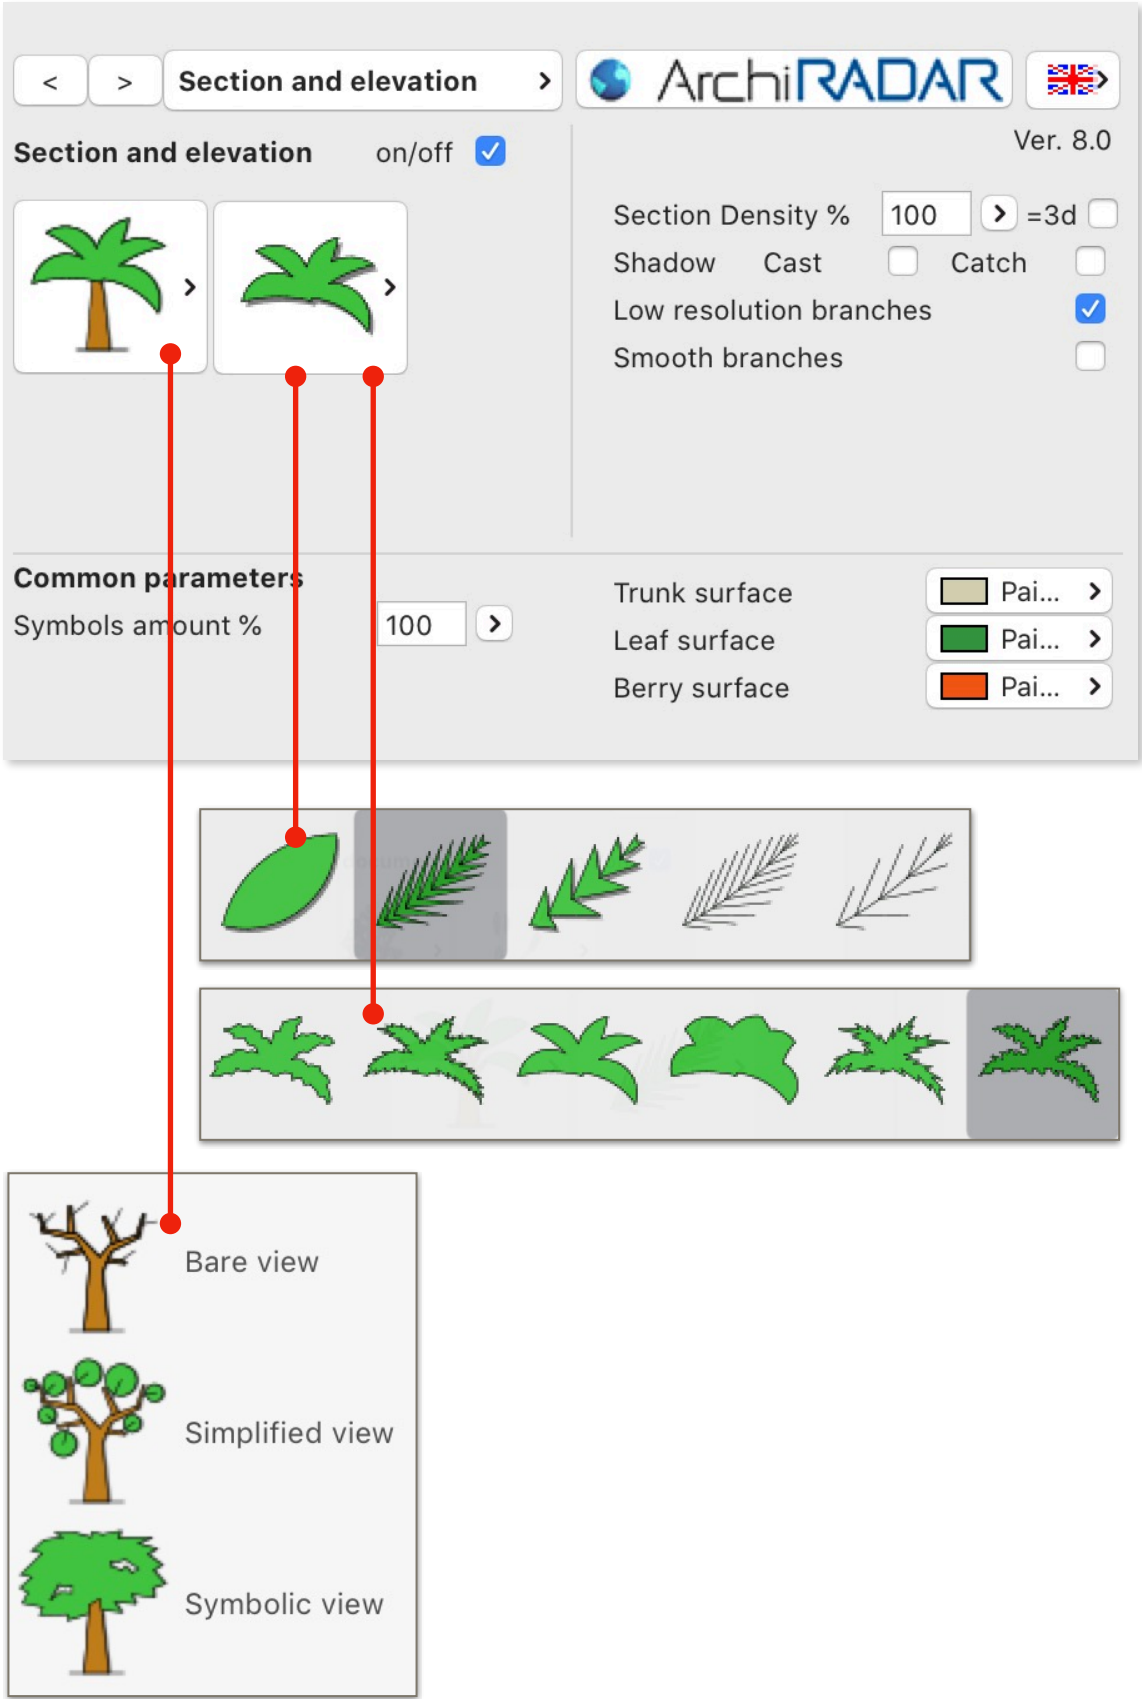 < > Section and elevation > ArchiRADAR >
Ver. 8.0
Section and elevation on/off
Section Density % 100 > =3d
Shadow Cast Catch
Low resolution branches
Smooth branches
Common parameters
Symbols amount % 100 >
Trunk surface Pai... >
Leaf surface Pai... >
Berry surface Pai... >
Bare view
Simplified view
Symbolic view